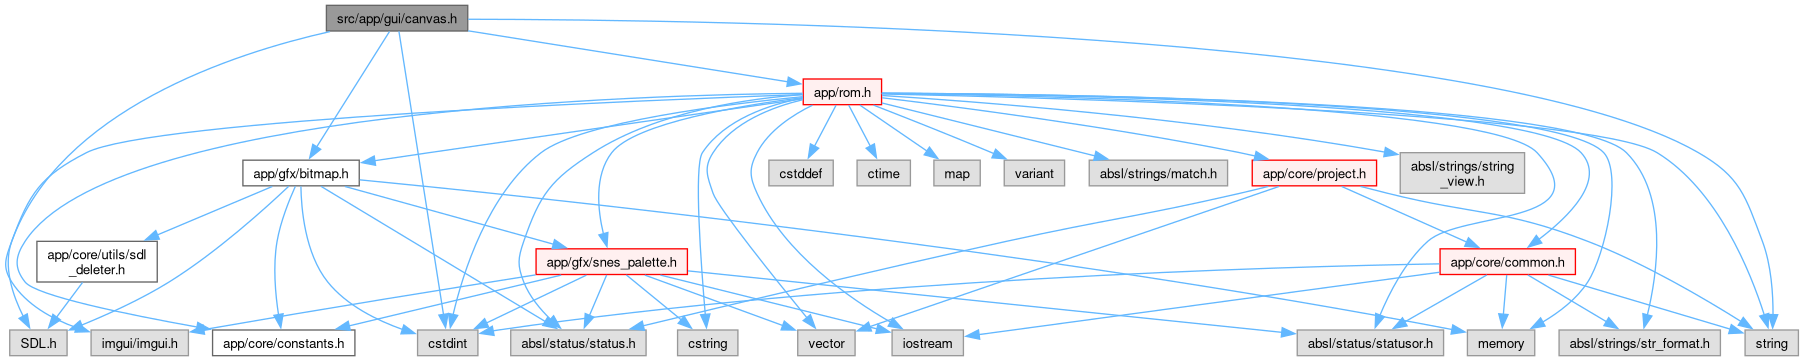 src/app/gui/canvas.h
app/rom.h
app/gfx/bitmap.h
cstddef
ctime
map
variant
absl/strings/match.h
app/core/project.h
absl/strings/string
_view.h
app/core/utils/sdl
_deleter.h
app/gfx/snes_palette.h
app/core/common.h
SDL.h
imgui/imgui.h
app/core/constants.h
cstdint
absl/status/status.h
cstring
vector
iostream
absl/status/statusor.h
memory
absl/strings/str_format.h
string